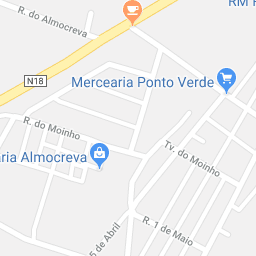 RM
R. do Almocreva
N18
Mercearia Ponto Verde
R. do Moinho
aria Almocreva
Tv. do Moinho
5 de Abril
R. 1 de Maio